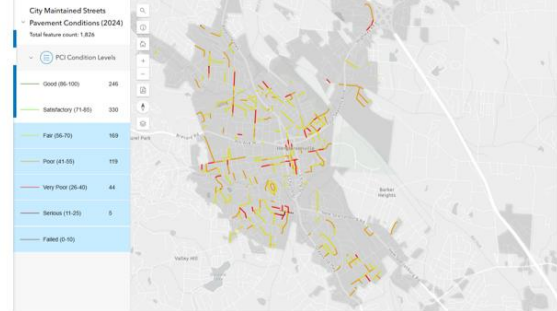 City Maintained Streets
Pavement Conditions (2024)
Total feature count: 1,826
PCI Condition Levels
Good (86-100) 246
Satisfactory (71-85) 330
Fair (56-70) 169
Poor (41-55) 119
Very Poor (26-40) 44
Serious (11-25) 5
Failed (0-10)
Barker
Heights
Valley Hill